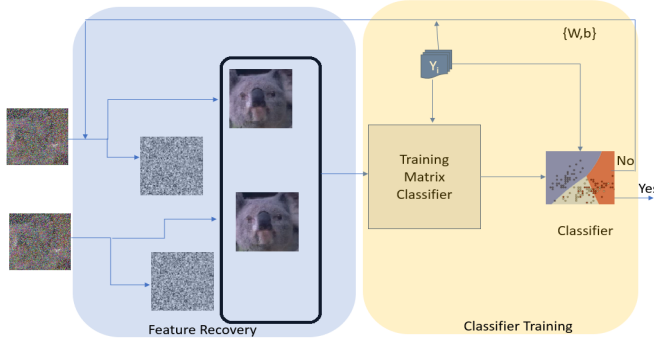 {W,b}
Yi
Training
Matrix
Classifier
No
Yes
Classifier
Feature Recovery
Classifier Training